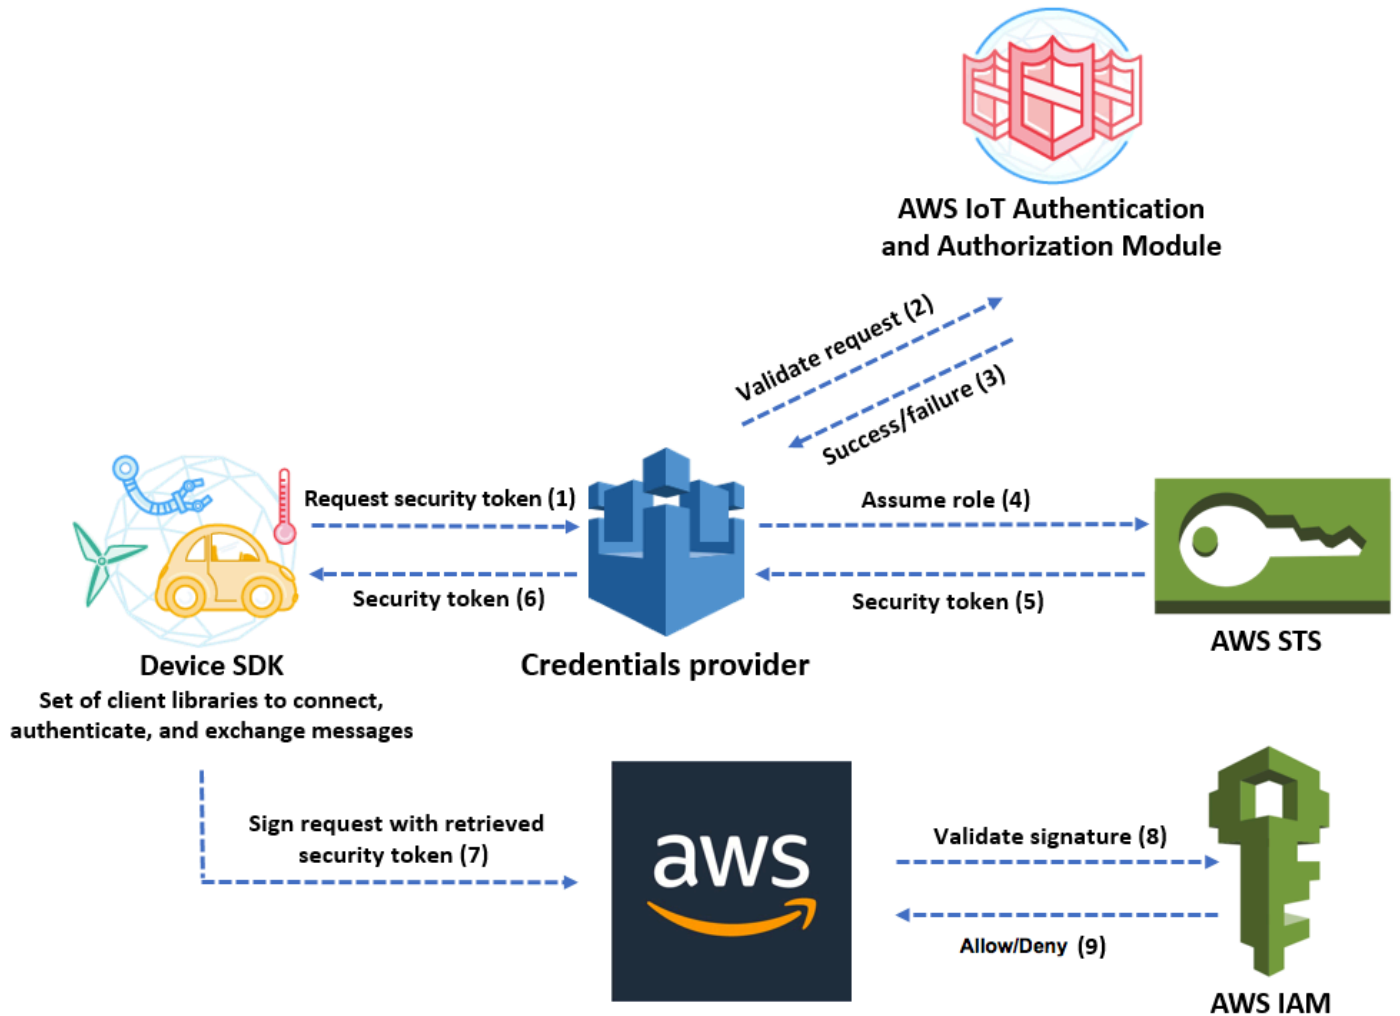 AWS IoT Authentication
and Authorization Module
Validate request (2)
Success/failure (3)
Request security token (1)
Assume role (4)
Security token (6)
Security token (5)
AWS STS
Device SDK
Credentials provider
Set of client libraries to connect,
authenticate, and exchange messages
Sign request with retrieved
security token (7)
aws
Validate signature (8)
Allow/Deny (9)
AWS IAM